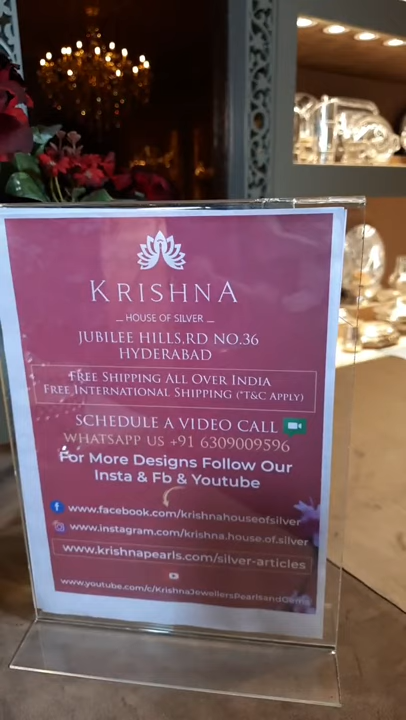 KRISHNA
HOUSE OF SILVER
JUBILEE HILLS,RD NO.36
HYDERABAD
FREE SHIPPING ALL OVER INDIA
FREE INTERNATIONAL SHIPPING (*T&C APPLY)
SCHEDULE A VIDEO CALL
WHATSAPP US +91 6309009596
For More Designs Follow Our
Insta & Fb & Youtube
www.facebook.com/krishnahouseofsilver
www.instagram.com/krishna.house.of.silver
www.krishnapearls.com/silver-articles
www.youtube.com/c/KrishnaJewellersPearlsandGems